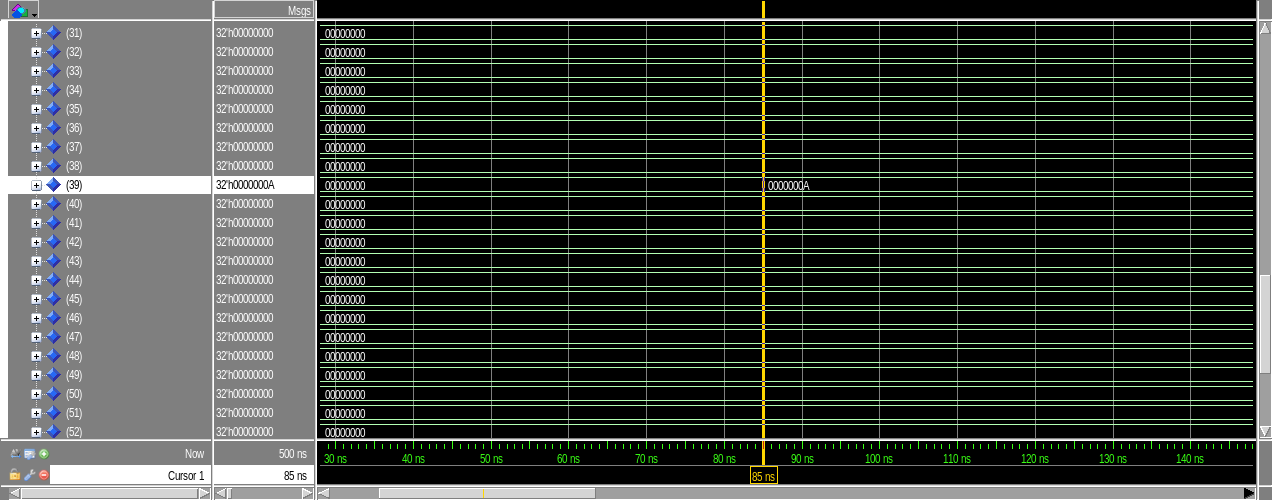 Msgs
(31) 32'h00000000 00000000
(32) 32'h00000000 00000000
(33) 32'h00000000 00000000
(34) 32'h00000000 00000000
(35) 32'h00000000 00000000
(36) 32'h00000000 00000000
(37) 32'h00000000 00000000
(38) 32'h00000000 00000000
(39) 32'h0000000A 00000000 0000000A
(40) 32'h00000000 00000000
(41) 32'h00000000 00000000
(42) 32'h00000000 00000000
(43) 32'h00000000 00000000
(44) 32'h00000000 00000000
(45) 32'h00000000 00000000
(46) 32'h00000000 00000000
(47) 32'h00000000 00000000
(48) 32'h00000000 00000000
(49) 32'h00000000 00000000
(50) 32'h00000000 00000000
(51) 32'h00000000 00000000
(52) 32'h00000000 00000000
Now 500 ns 30 ns 40 ns 50 ns 60 ns 70 ns 80 ns 90 ns 100 ns 110 ns 120 ns 130 ns 140 ns
Cursor 1 85 ns 85 ns